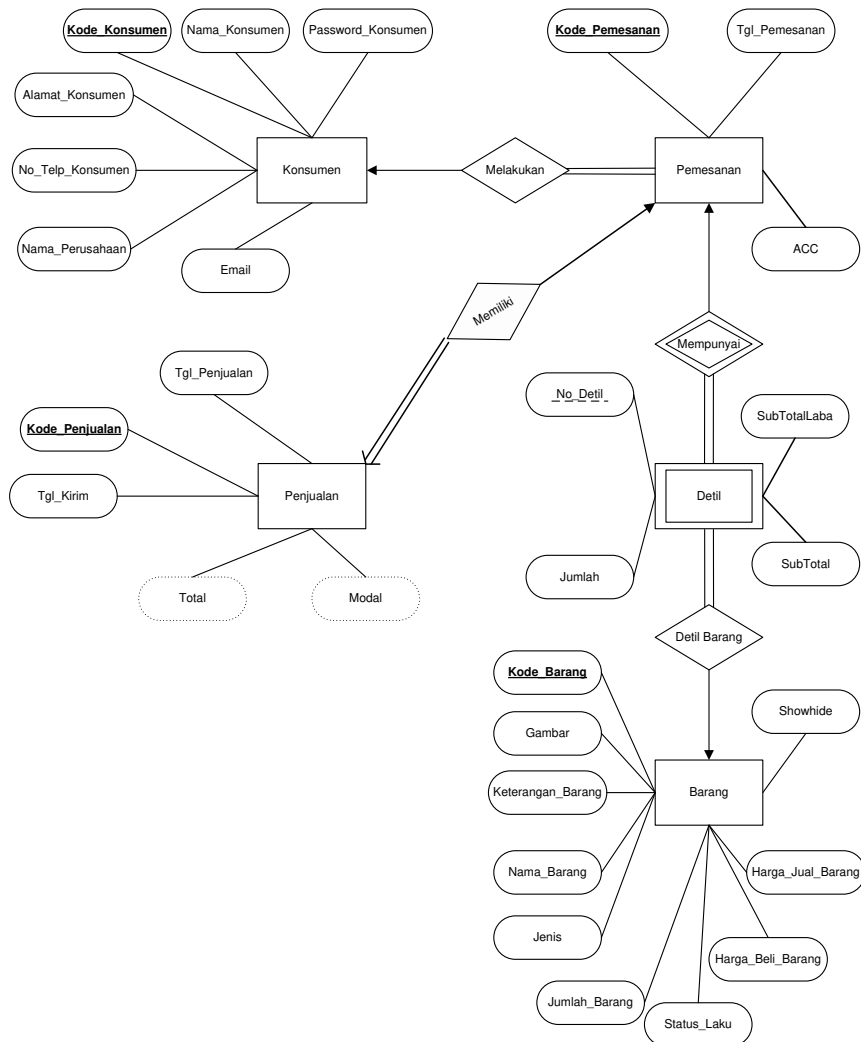 Kode_Konsumen
Nama_Konsumen
Password_Konsumen
Kode_Pemesanan
Tgl_Pemesanan
Alamat_Konsumen
Konsumen
Melakukan
Pemesanan
No_Telp_Konsumen
Nama_Perusahaan
Email
ACC
Memiliki
Mempunyai
Tgl_Penjualan
No_Detil
SubTotalLaba
Kode_Penjualan
Tgl_Kirim
Penjualan
Detil
Total
Modal
Jumlah
SubTotal
Detil Barang
Kode_Barang
Showhide
Gambar
Keterangan_Barang
Barang
Nama_Barang
Harga_Jual_Barang
Jenis
Harga_Beli_Barang
Jumlah_Barang
Status_Laku